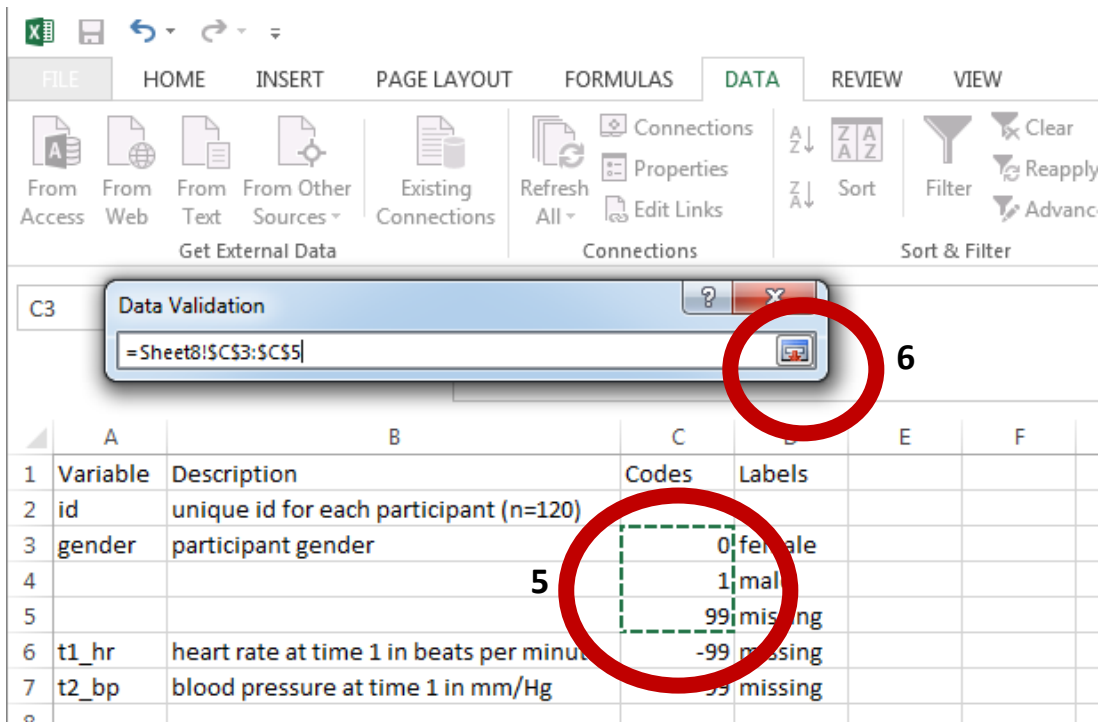 FILE HOME INSERT PAGE LAYOUT FORMULAS DATA REVIEW VIEW
From Access
From Web
From Text
From Other Sources
Existing Connections
Refresh All
Connections
Properties
Edit Links
Sort
Filter
Clear
Reapply
Get External Data
Connections
Sort & Filter
C3
Data Validation
?
=Sheet8!$C$3:$C$5
6
A B C E F
1 Variable Description Codes Labels
2 id unique id for each participant (n=120)
3 gender participant gender 0 female
4 1
5 99 missing
5
6 t1_hr heart rate at time 1 in beats per -99 missing
7 t2_bp blood pressure at time 1 in mm/Hg missing